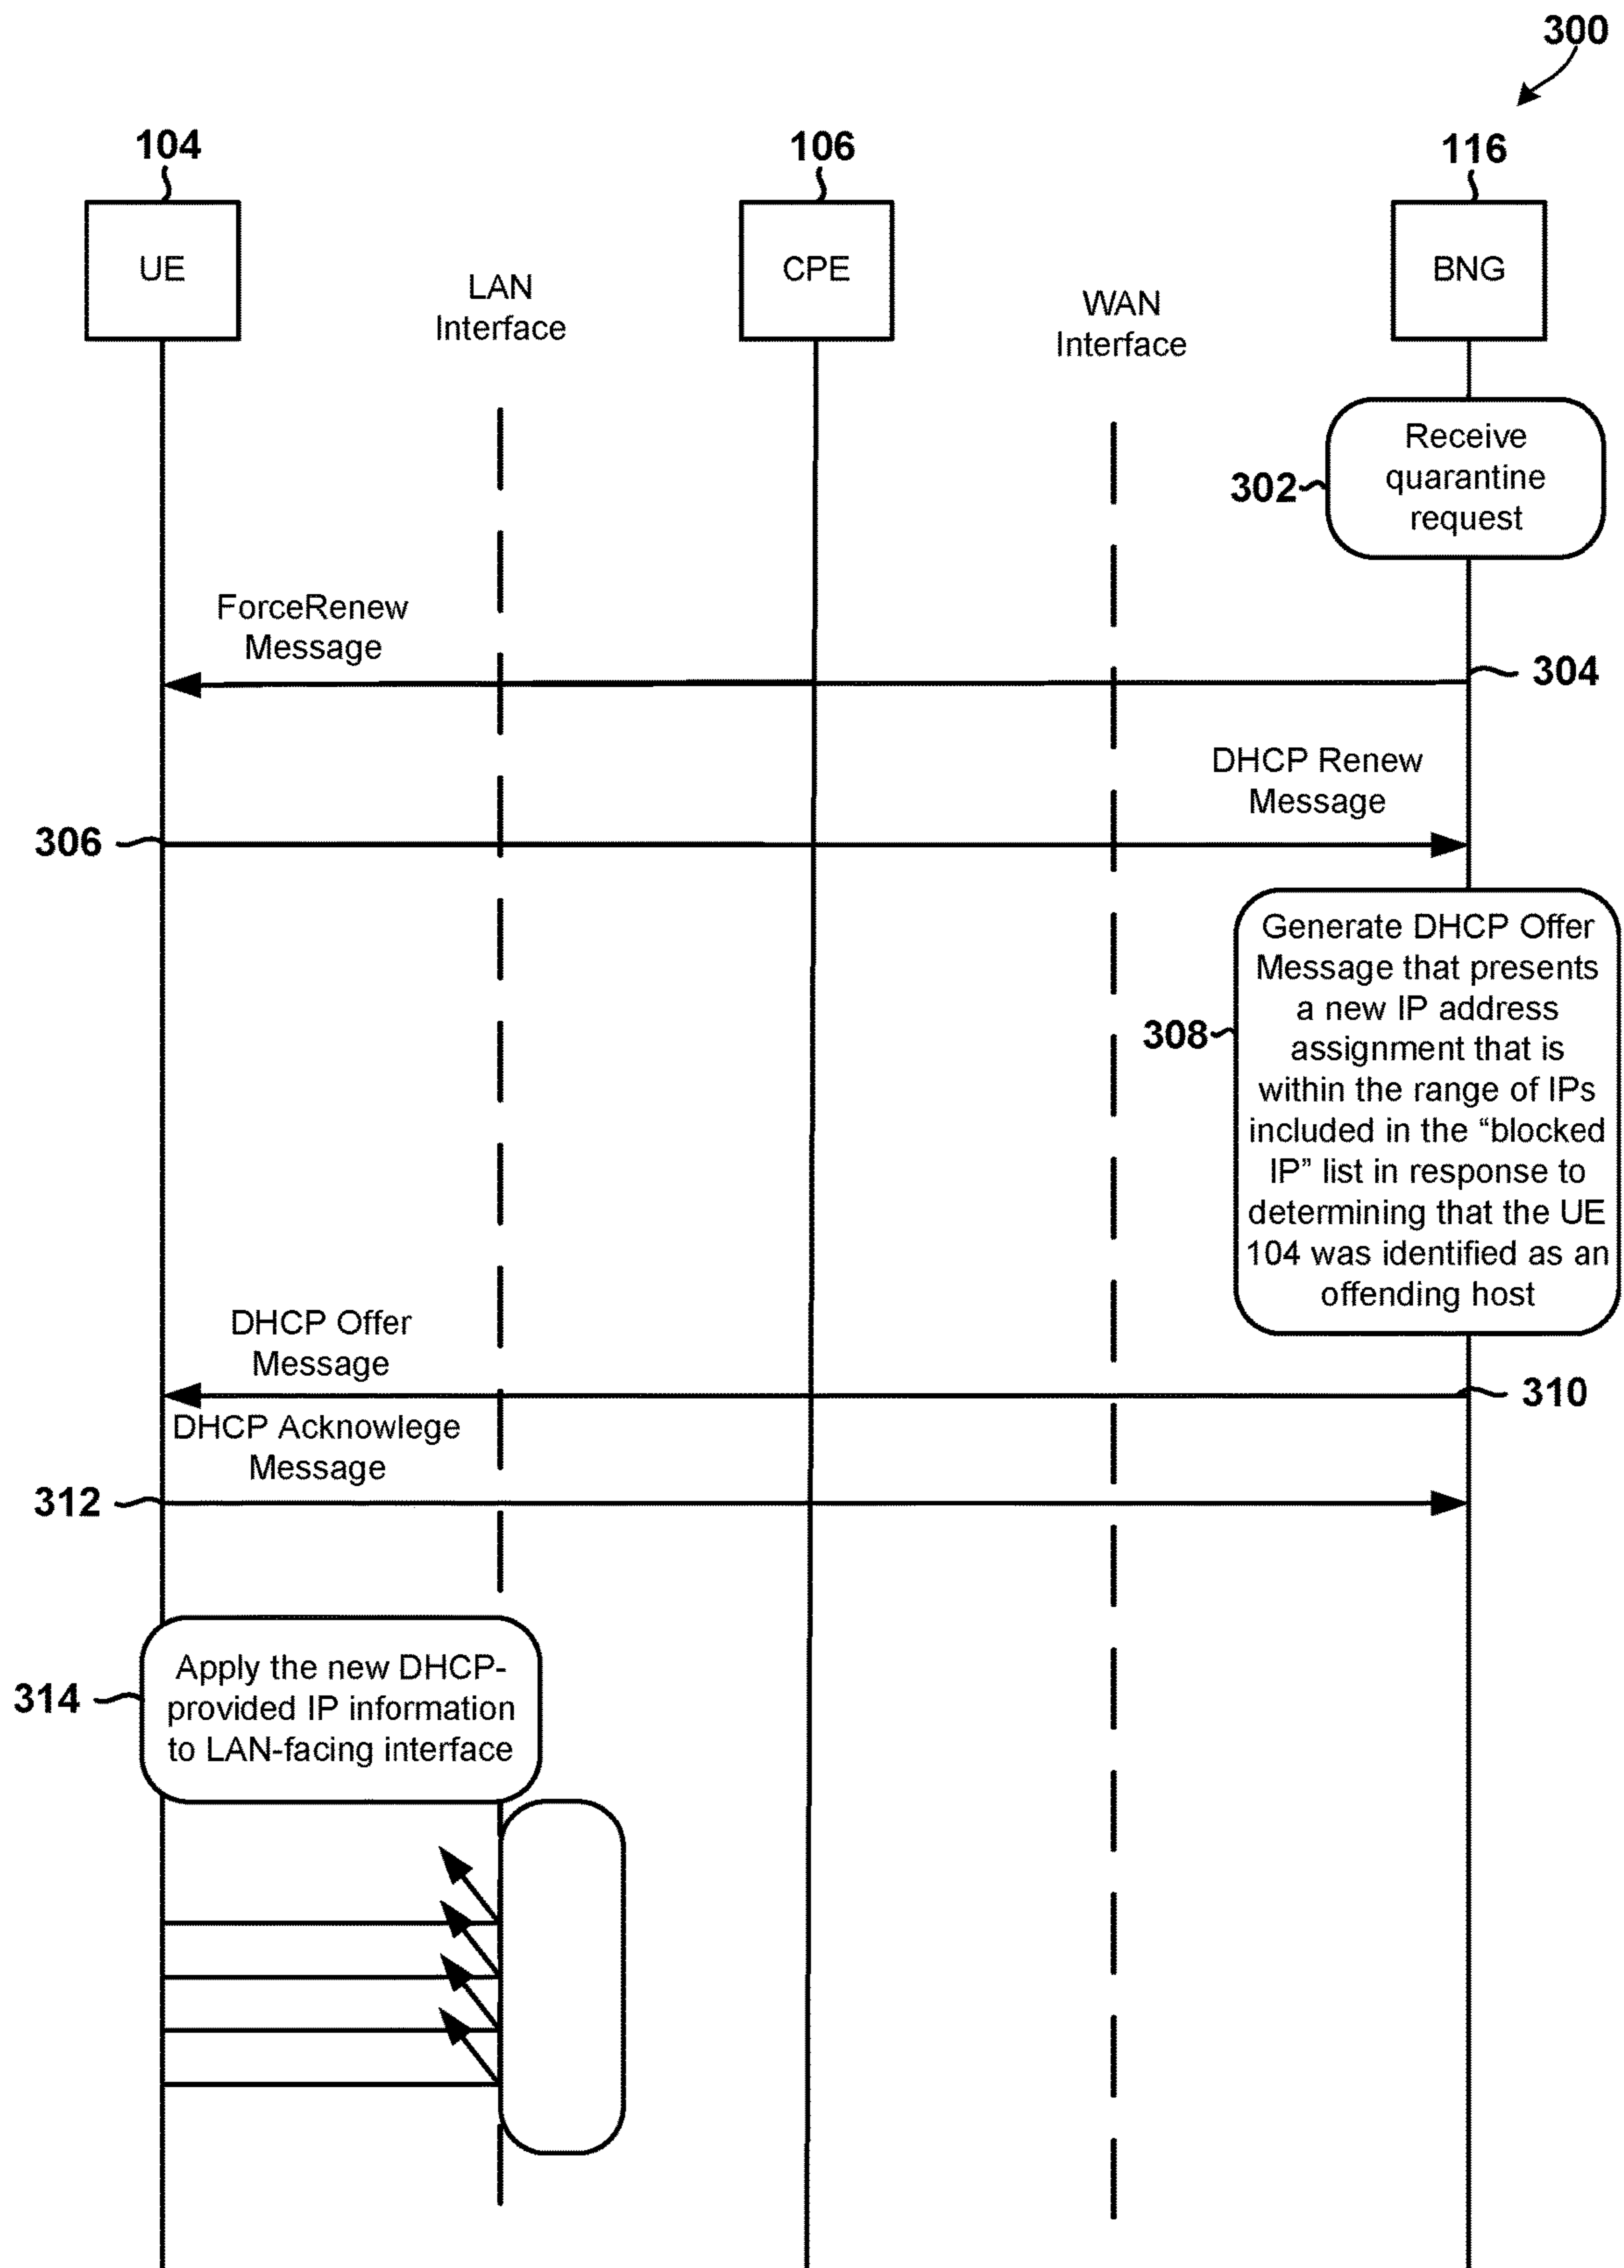 300
104
106
116
UE
CPE
BNG
LAN
Interface
WAN
Interface
Receive
quarantine
request
302
ForceRenew
Message
304
DHCP Renew
Message
306
Generate DHCP Offer
Message that presents
a new IP address
assignment that is
within the range of IPs
included in the “blocked
IP” list in response to
determining that the UE
104 was identified as an
offending host
308
DHCP Offer
Message
310
DHCP Acknowlege
Message
312
Apply the new DHCP-
provided IP information
to LAN-facing interface
314